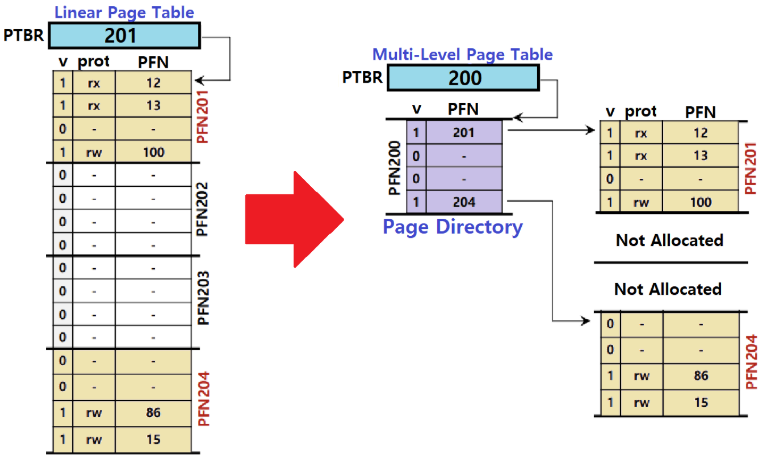 Linear Page Table
PTBR 201
v prot PFN
1 rx 12
1 rx 13
0 - -
1 rw 100
PFN201
0 - -
0 - -
0 - -
0 - -
PFN202
0 - -
0 - -
0 - -
0 - -
PFN203
0 - -
0 - -
1 rw 86
1 rw 15
PFN204
Multi-Level Page Table
PTBR 200
v PFN
1 201
0 -
0 -
1 204
PFN200
Page Directory
v prot PFN
1 rx 12
1 rx 13
0 - -
1 rw 100
PFN201
Not Allocated
Not Allocated
0 - -
0 - -
1 rw 86
1 rw 15
PFN204